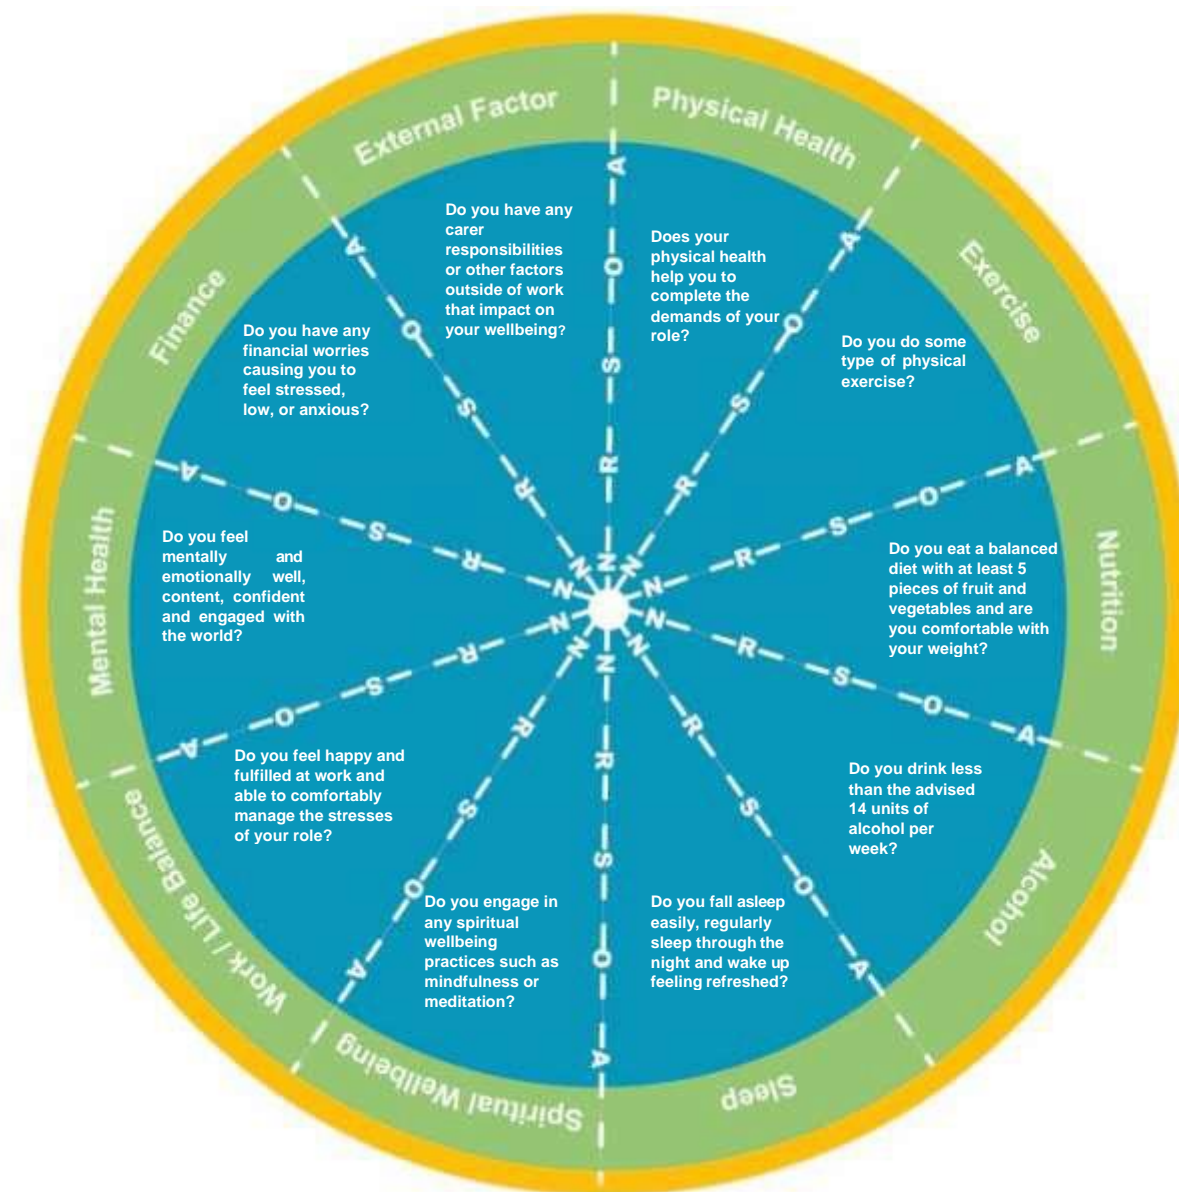 External Factor
Physical Health
Exercise
Nutrition
Alcohol
Sleep
Spiritual Wellbeing
Work / Life Balance
Mental Health
Finance
Do you have any
carer
responsibilities
or other factors
outside of work
that impact on
your wellbeing?
Does your
physical health
help you to
complete the
demands of your
role?
Do you do some
type of physical
exercise?
Do you eat a balanced
diet with at least 5
pieces of fruit and
vegetables and are
you comfortable with
your weight?
Do you drink less
than the advised
14 units of
alcohol per
week?
Do you fall asleep
easily, regularly
sleep through the
night and wake up
feeling refreshed?
Do you engage in
any spiritual
wellbeing
practices such as
mindfulness or
meditation?
Do you feel happy and
fulfilled at work and
able to comfortably
manage the stresses
of your role?
Do you feel
mentally and
emotionally well,
content, confident
and engaged with
the world?
Do you have any
financial worries
causing you to
feel stressed,
low, or anxious?
A O S R N
A O S R N
A O S R N
A O S R N
A O S R N
A O S R N
A O S R N
A O S R N
A O S R N
A O S R N